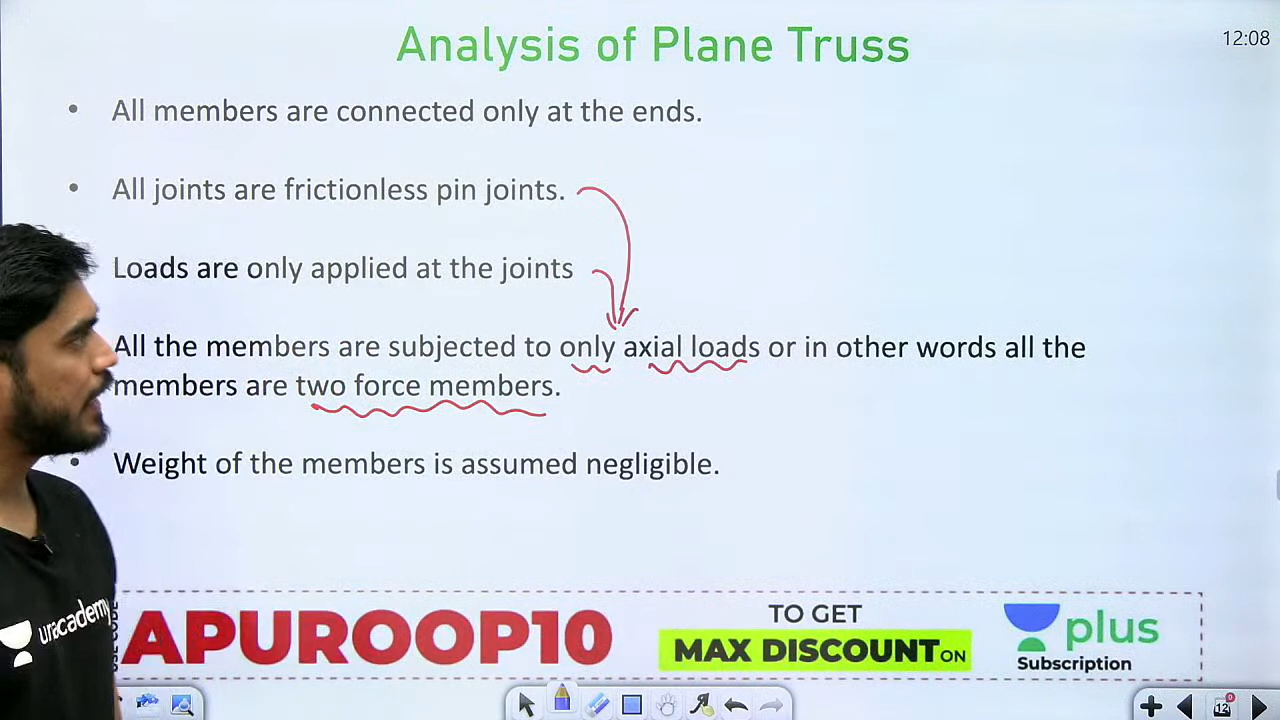 Analysis of Plane Truss
12:08
• All members are connected only at the ends.
• All joints are frictionless pin joints.
Loads are only applied at the joints
All the members are subjected to only axial loads or in other words all the
members are two force members.
• Weight of the members is assumed negligible.
unacademy
USE CODE
APUROOP10
TO GET
MAX DISCOUNT ON
plus
Subscription
12
0